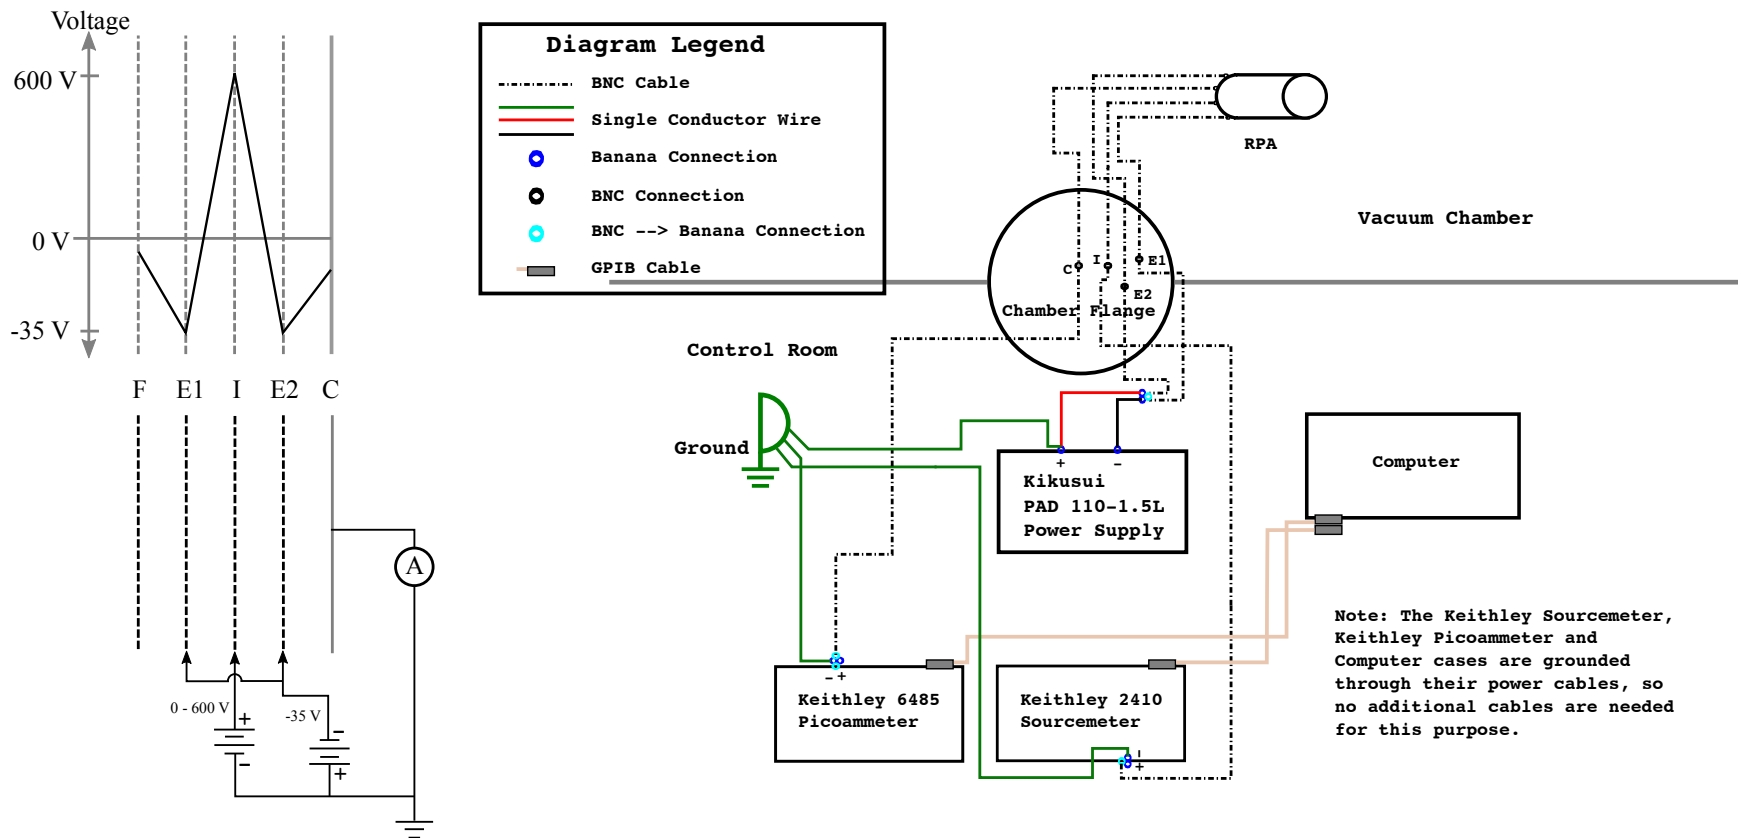 Voltage
600 V
0 V
-35 V
F
E1
I
E2
C
A
0 - 600 V
+
-
-35 V
-
+
Diagram Legend
BNC Cable
Single Conductor Wire
Banana Connection
BNC Connection
BNC --> Banana Connection
GPIB Cable
RPA
Vacuum Chamber
C
I
E1
E2
Chamber Flange
Control Room
Ground
+
-
Kikusui
PAD 110-1.5L
Power Supply
Computer
- +
Keithley 6485
Picoammeter
Keithley 2410
Sourcemeter
- +
Note: The Keithley Sourcemeter,
Keithley Picoammeter and
Computer cases are grounded
through their power cables, so
no additional cables are needed
for this purpose.